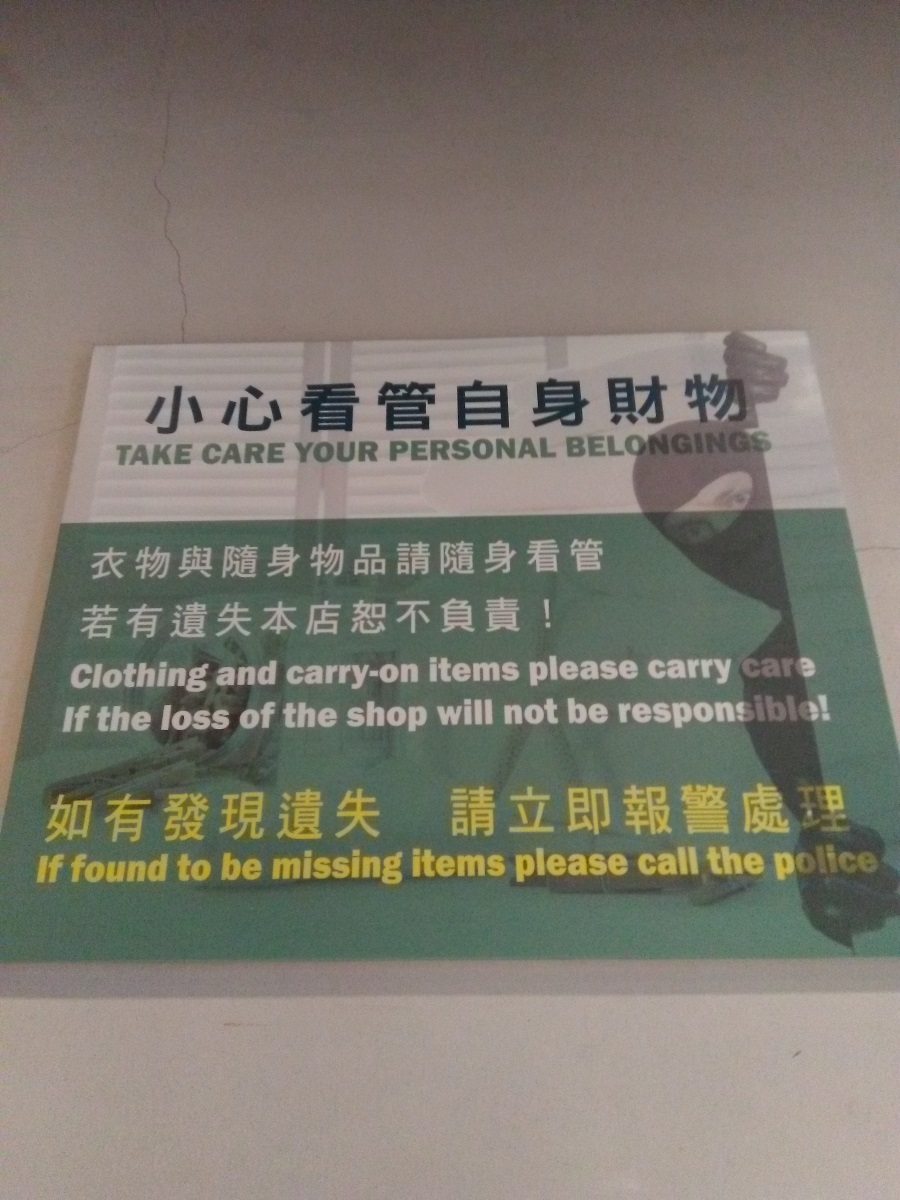 小心看管自身財物
TAKE CARE YOUR PERSONAL BELONGINGS
衣物與隨身物品請隨身看管
若有遺失本店恕不負責！
Clothing and carry-on items please carry care
If the loss of the shop will not be responsible!
如有發現遺失 請立即報警處理
If found to be missing items please call the police